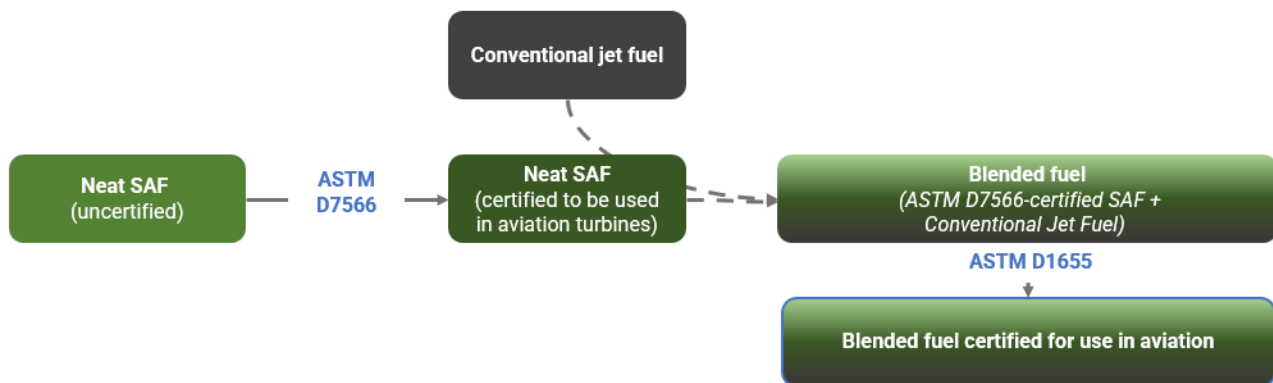 Conventional jet fuel
Neat SAF
(uncertified)
ASTM
D7566
Neat SAF
(certified to be used
in aviation turbines)
Blended fuel
(ASTM D7566-certified SAF +
Conventional Jet Fuel)
ASTM D1655
Blended fuel certified for use in aviation